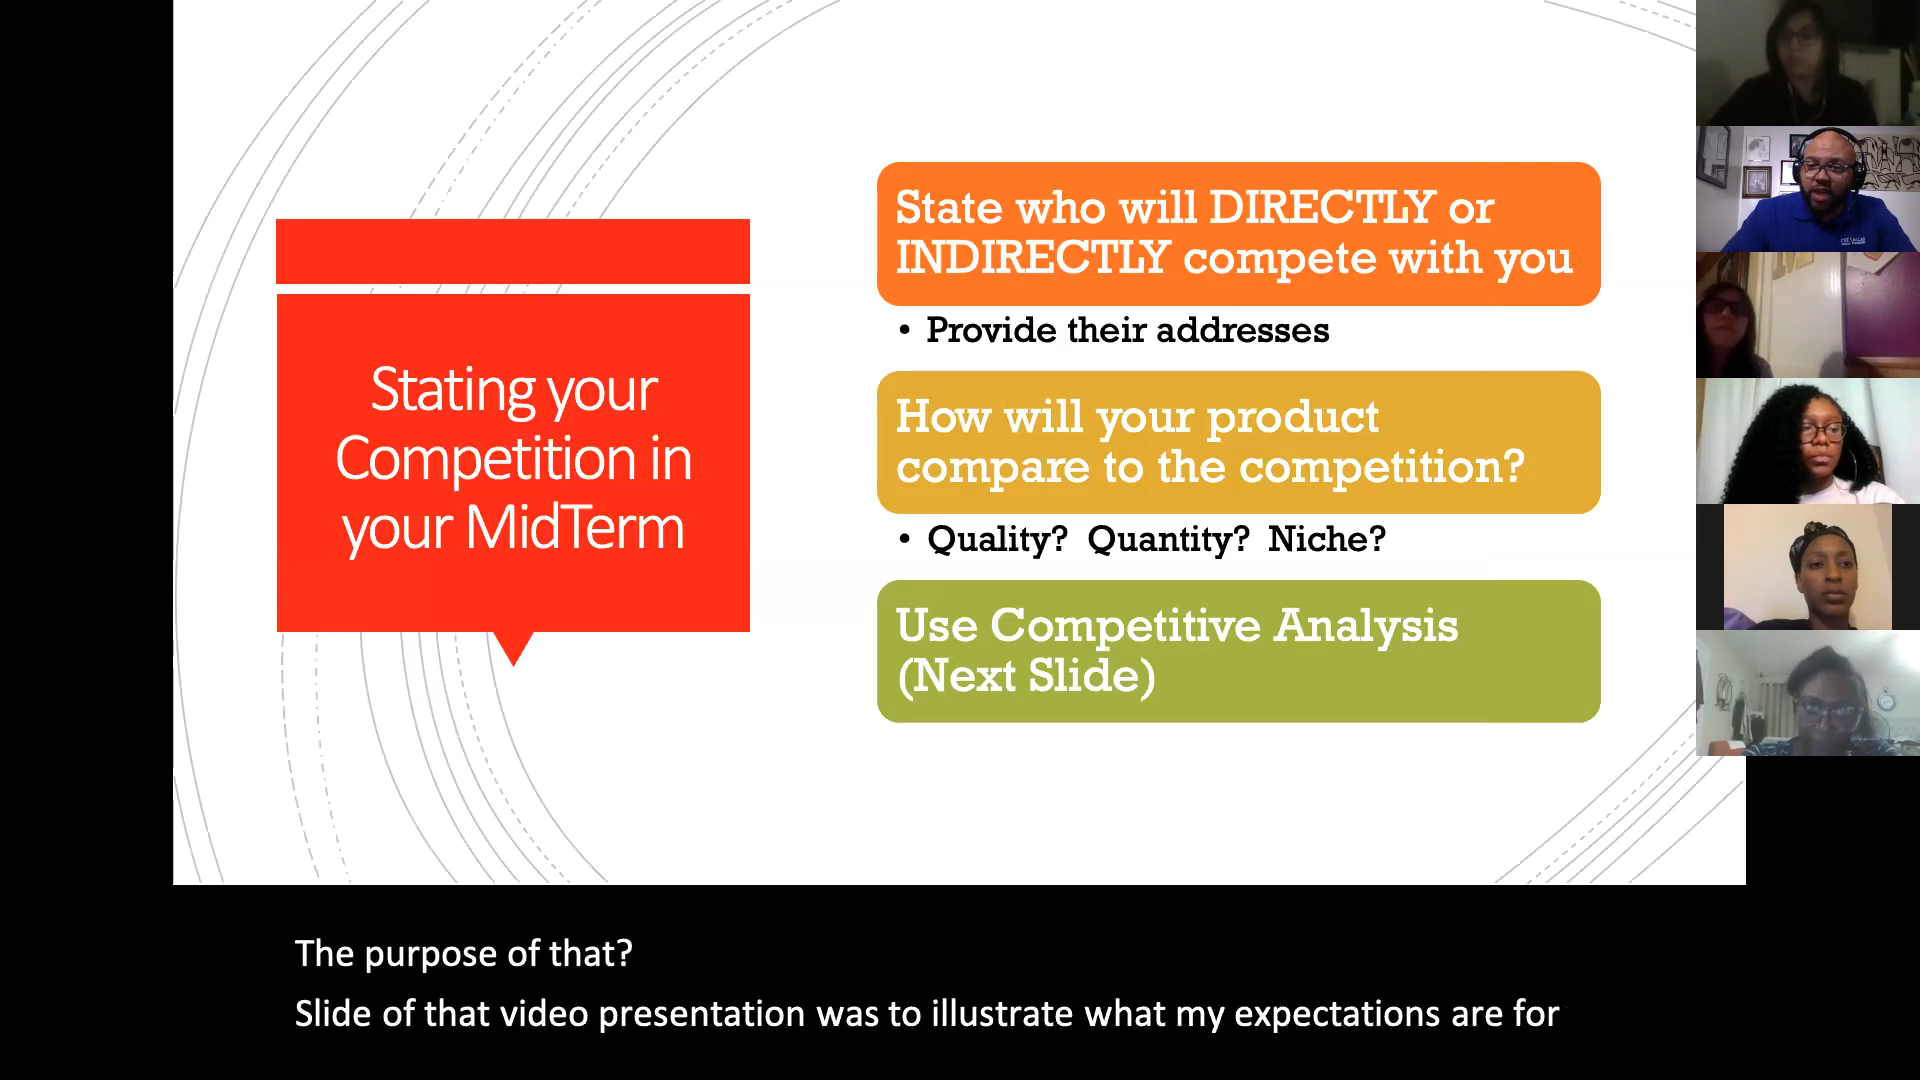 Stating your
Competition in
your MidTerm
State who will DIRECTLY or
INDIRECTLY compete with you
• Provide their addresses
How will your product
compare to the competition?
• Quality? Quantity? Niche?
Use Competitive Analysis
(Next Slide)
The purpose of that?
Slide of that video presentation was to illustrate what my expectations are for